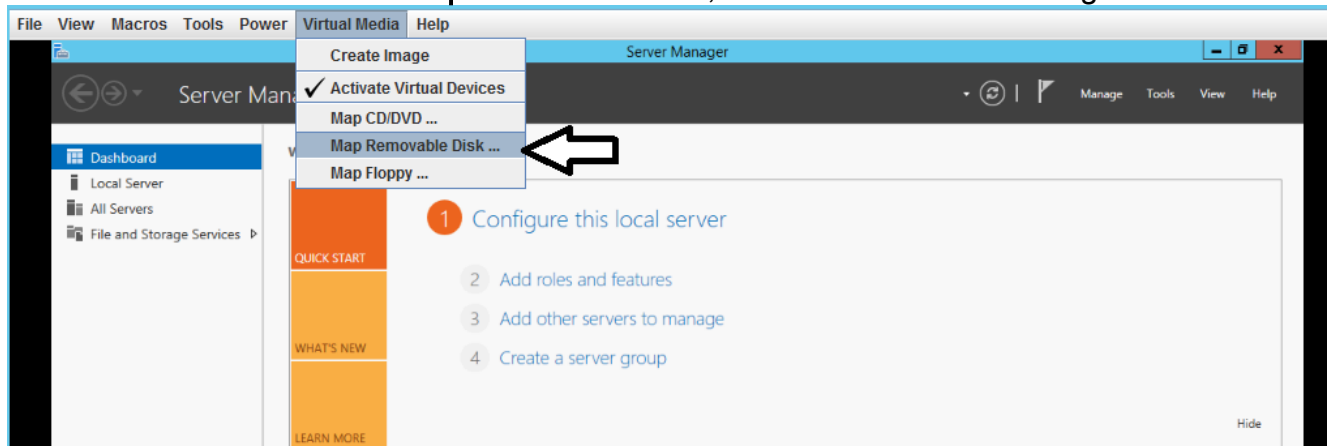 File View Macros Tools Power Virtual Media Help
Create Image
Server Manager
Activate Virtual Devices
Manage Tools View Help
Map CD/DVD ...
Map Removable Disk ...
Map Floppy ...
Dashboard
Local Server
All Servers
File and Storage Services
QUICK START
WHAT'S NEW
LEARN MORE
1 Configure this local server
2 Add roles and features
3 Add other servers to manage
4 Create a server group
Hide